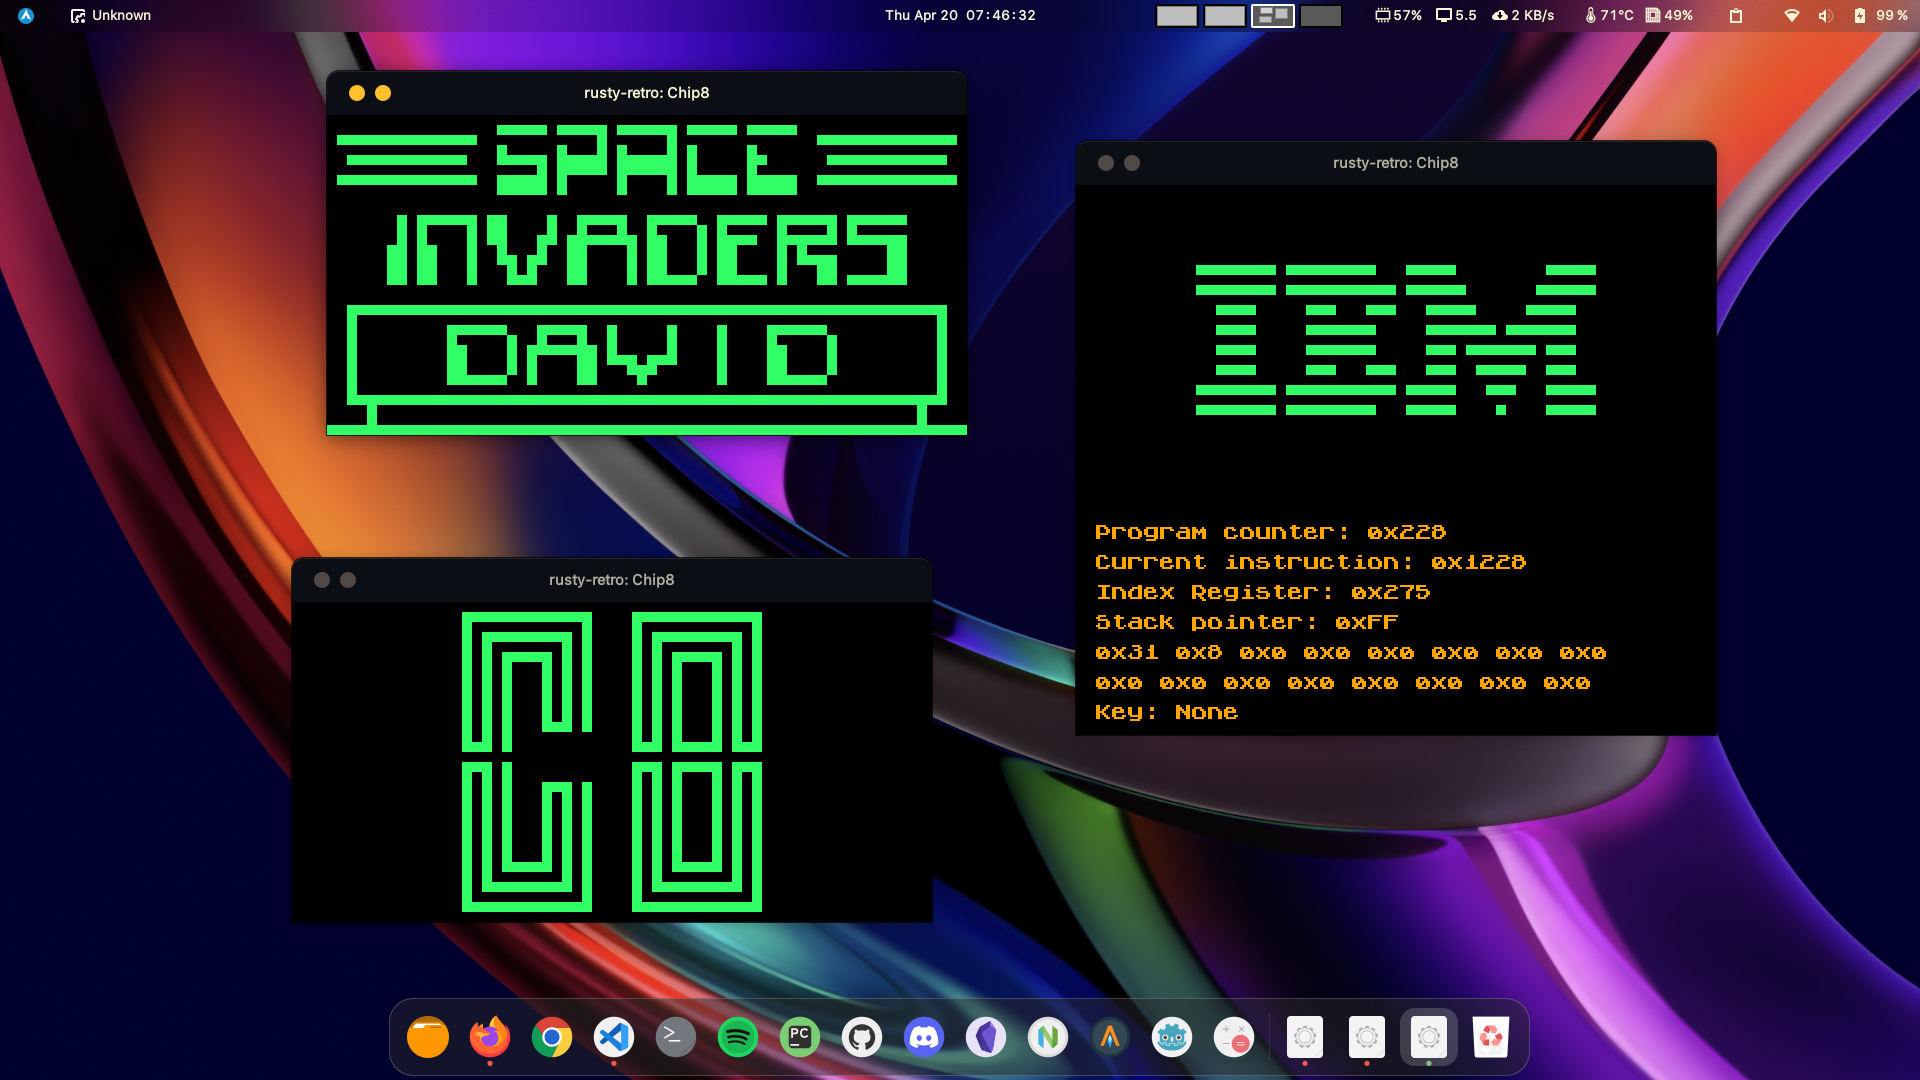 Unknown
Thu Apr 20 07:46:32
57% 5.5 2 KB/s 71°C 49% 99 %
rusty-retro: Chip8
SPACE
INVADERS
DAVID
rusty-retro: Chip8
IBM
Program counter: 0x228
Current instruction: 0x1228
Index Register: 0x275
Stack pointer: 0xFF
0x31 0x8 0x0 0x0 0x0 0x0 0x0 0x0
0x0 0x0 0x0 0x0 0x0 0x0 0x0 0x0
Key: None
rusty-retro: Chip8
C8
PC